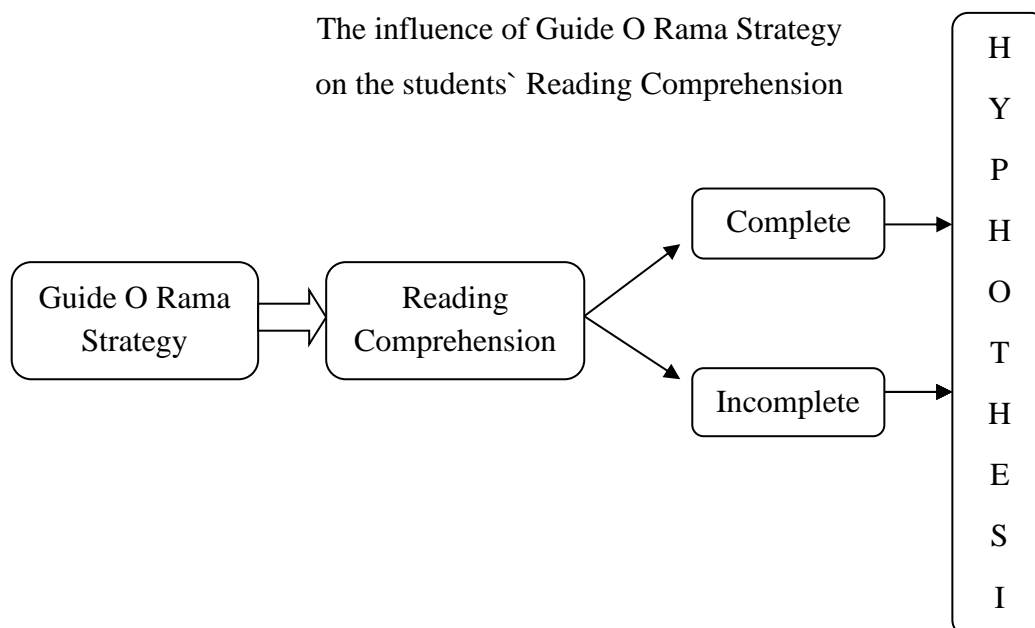 The influence of Guide O Rama Strategy
on the students` Reading Comprehension
Guide O Rama
Strategy
Reading
Comprehension
Complete
Incomplete
H
Y
P
H
O
T
H
E
S
I